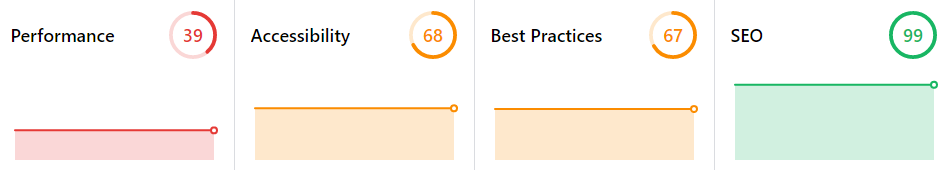 Performance 39
Accessibility 68
Best Practices 67
SEO 99